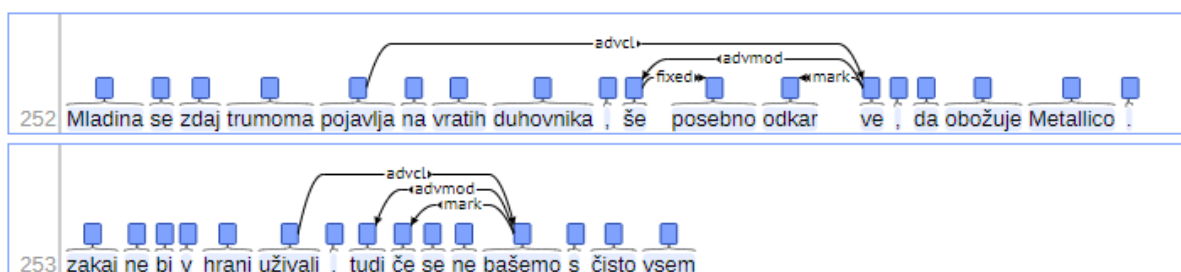 advcl
advmod
fixed mark
252 Mladina se zdaj trumoma pojavlja na vratih duhovnika , še posebno odkar ve , da obožuje Metallico .
advcl
advmod
mark
253 zakaj ne bi v hrani uživali , tudi če se ne bašemo s čisto vsem